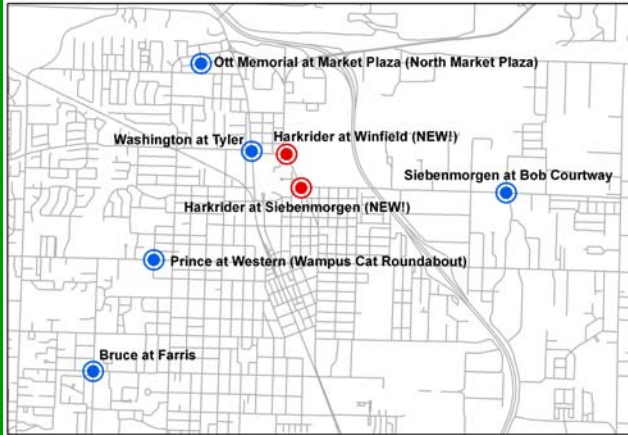 Ott Memorial at Market Plaza (North Market Plaza)
Washington at Tyler
Harkrider at Winfield (NEW!)
Siebenmorgen at Bob Courtway
Harkrider at Siebenmorgen (NEW!)
Prince at Western (Wampus Cat Roundabout)
Bruce at Farris